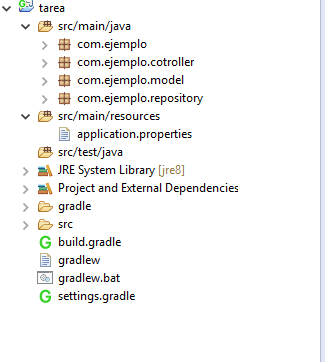 tarea
src/main/java
com.ejemplo
com.ejemplo.cotroller
com.ejemplo.model
com.ejemplo.repository
src/main/resources
application.properties
src/test/java
JRE System Library [jre8]
Project and External Dependencies
gradle
src
build.gradle
gradlew
gradlew.bat
settings.gradle